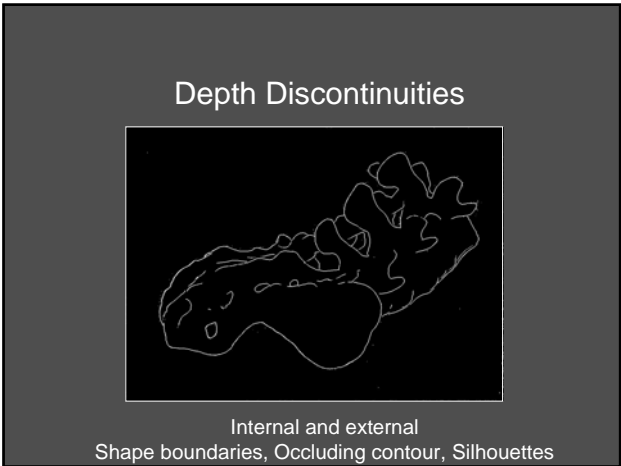 Depth Discontinuities
Internal and external
Shape boundaries, Occluding contour, Silhouettes